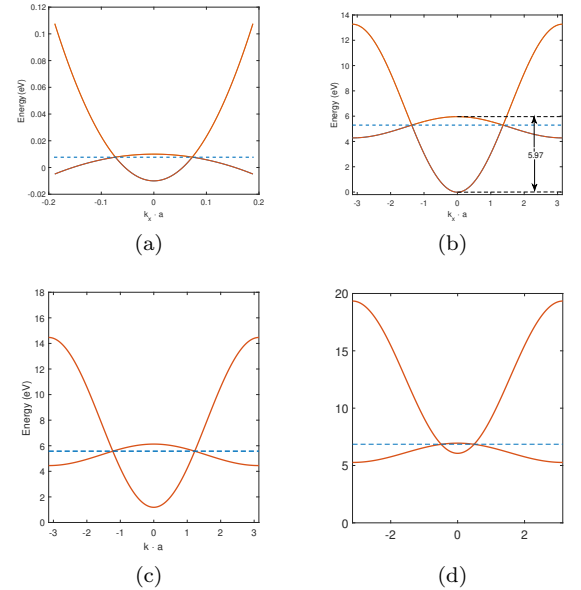 0.12
0.1
0.08
0.06
0.04
0.02
0
-0.02
Energy (eV)
-0.2 -0.1 0 0.1 0.2
k_x · a
(a)
14
12
10
8
6
4
2
0
Energy (eV)
5.97
-3 -2 -1 0 1 2 3
k_x · a
(b)
18
16
14
12
10
8
6
4
2
0
Energy (eV)
-3 -2 -1 0 1 2 3
k · a
(c)
20
15
10
5
0
-2 0 2
(d)